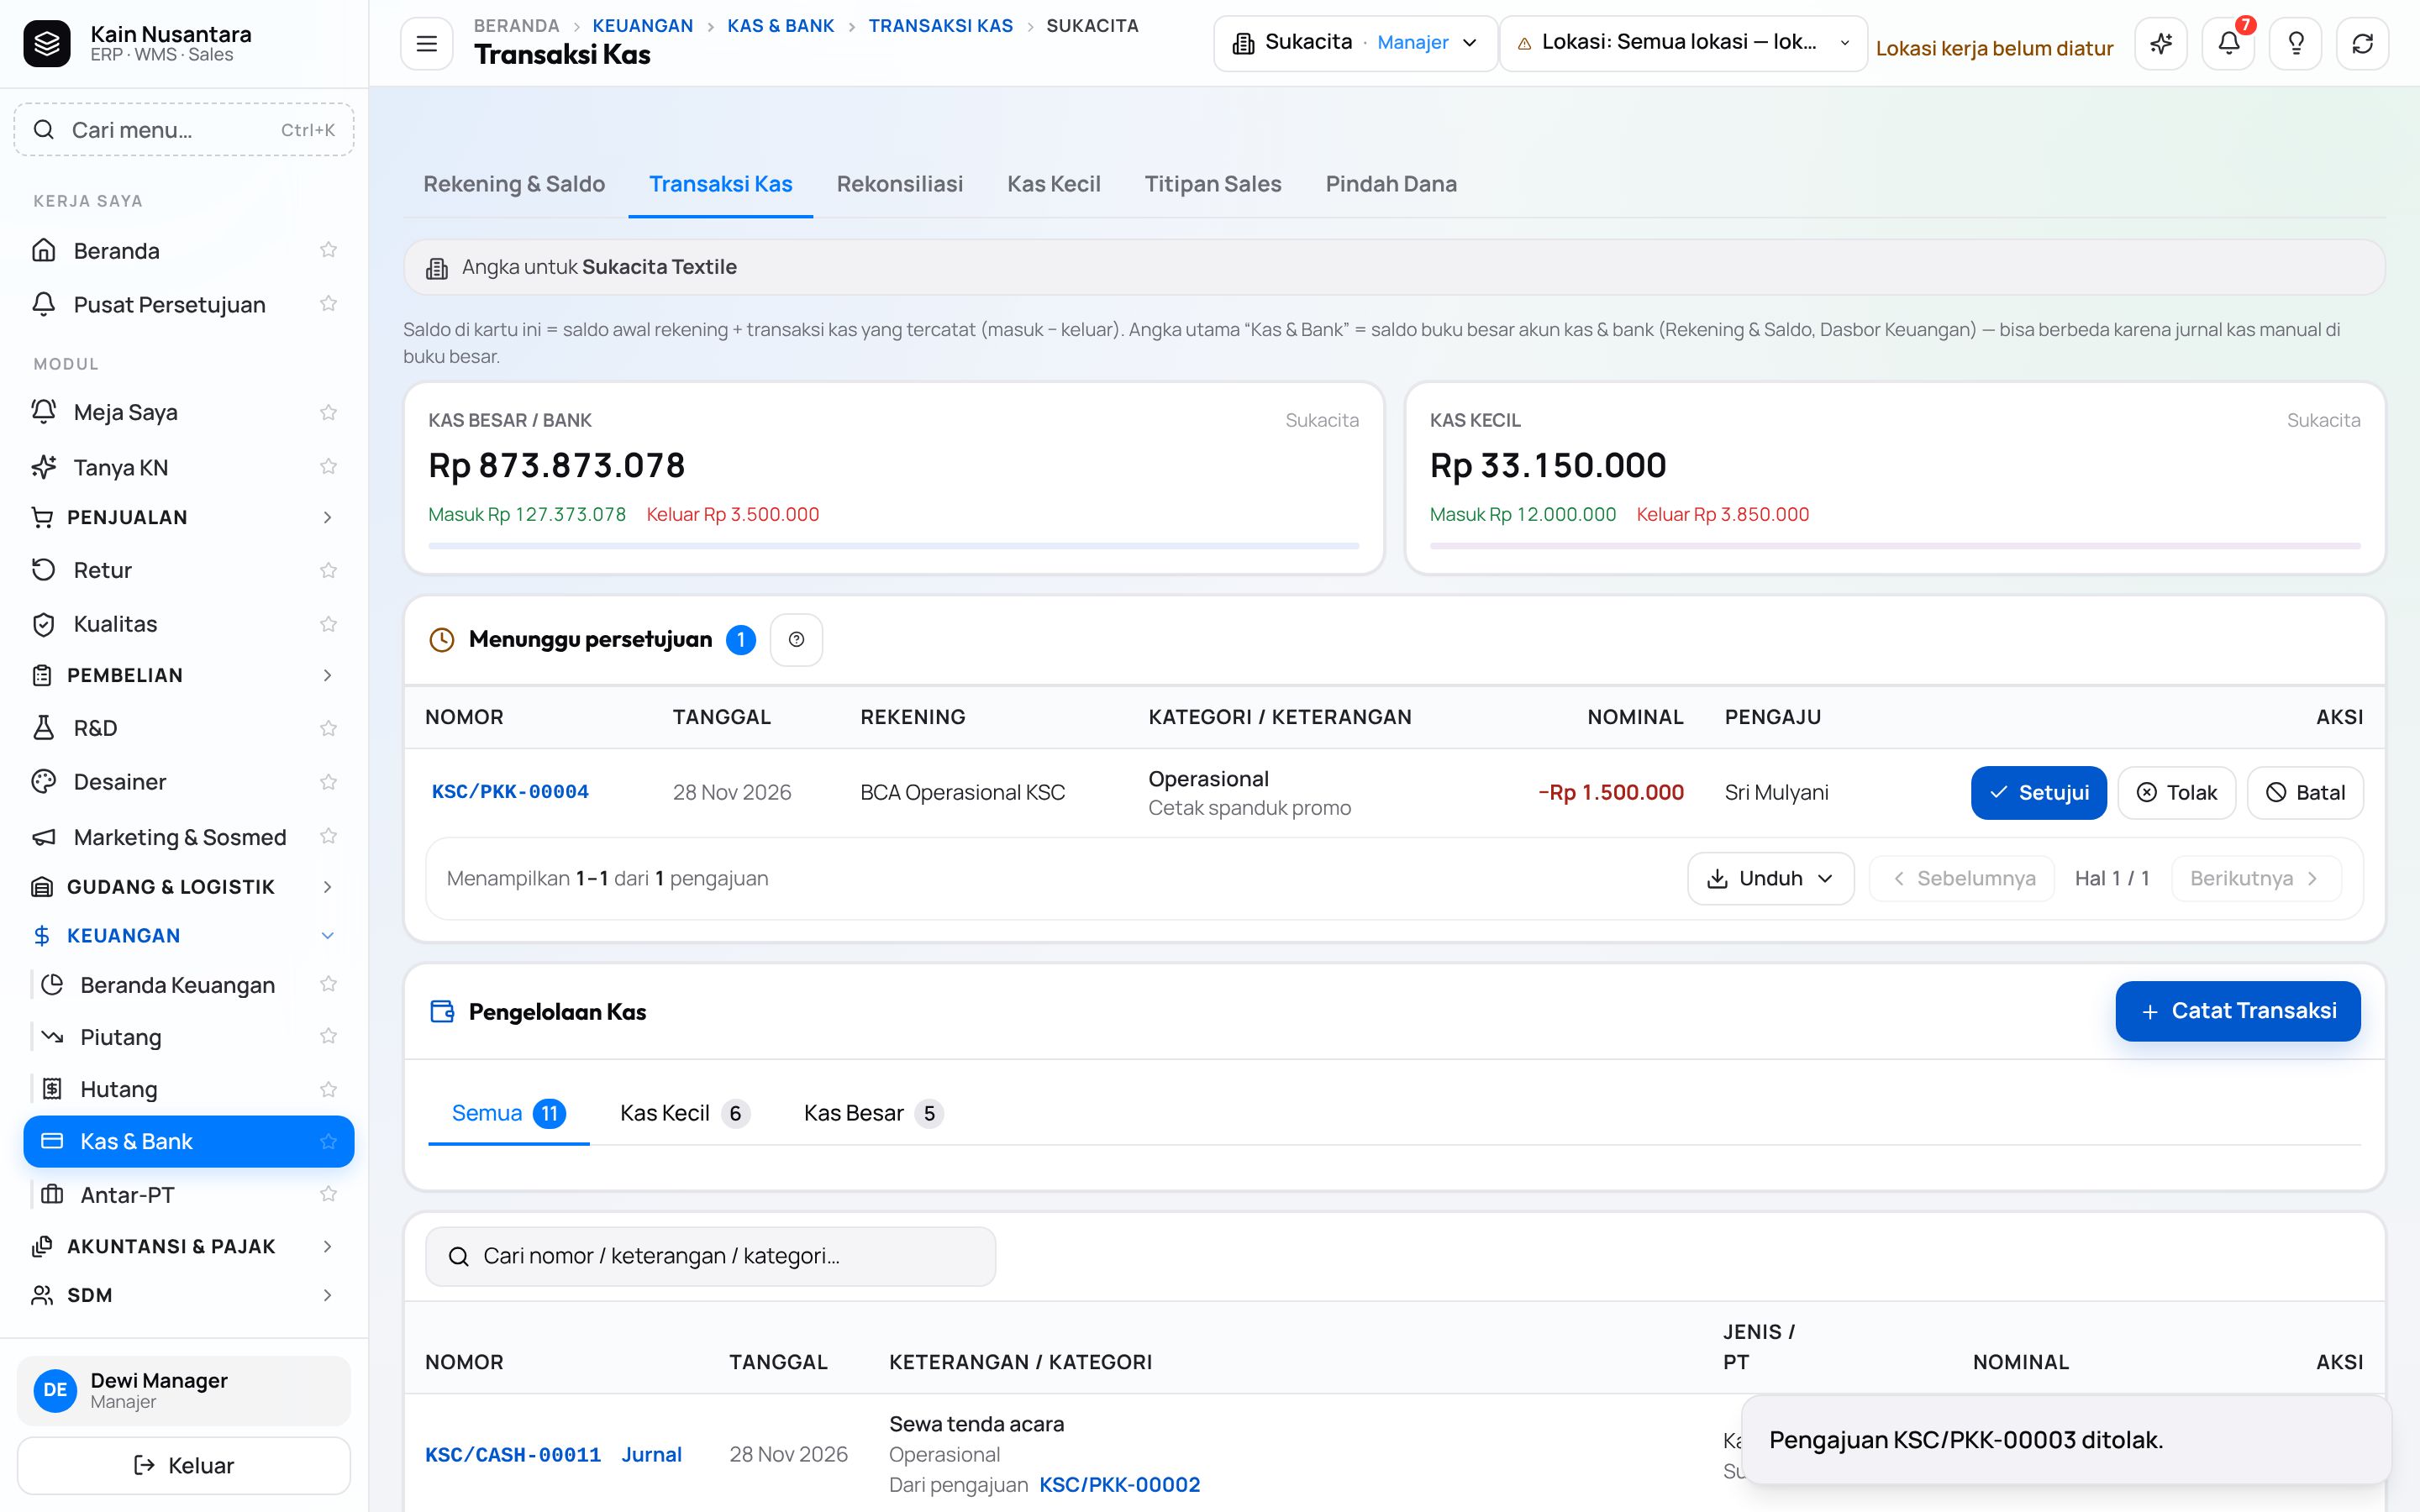 Kain Nusantara
ERP · WMS · Sales
Cari menu... Ctrl+K
KERJA SAYA
Beranda
Pusat Persetujuan
MODUL
Meja Saya
Tanya KN
PENJUALAN
Retur
Kualitas
PEMBELIAN
R&D
Desainer
Marketing & Sosmed
GUDANG & LOGISTIK
KEUANGAN
Beranda Keuangan
Piutang
Hutang
Kas & Bank
Antar-PT
AKUNTANSI & PAJAK
SDM
DE
Dewi Manager
Manajer
Keluar
BERANDA > KEUANGAN > KAS & BANK > TRANSAKSI KAS > SUKACITA
Transaksi Kas
Sukacita · Manajer
Lokasi: Semua lokasi — lok...
Lokasi kerja belum diatur
7
Rekening & Saldo Transaksi Kas Rekonsiliasi Kas Kecil Titipan Sales Pindah Dana
Angka untuk Sukacita Textile
Saldo di kartu ini = saldo awal rekening + transaksi kas yang tercatat (masuk − keluar). Angka utama “Kas & Bank” = saldo buku besar akun kas & bank (Rekening & Saldo, Dasbor Keuangan) — bisa berbeda karena jurnal kas manual di
buku besar.
KAS BESAR / BANK Sukacita
Rp 873.873.078
Masuk Rp 127.373.078 Keluar Rp 3.500.000
KAS KECIL Sukacita
Rp 33.150.000
Masuk Rp 12.000.000 Keluar Rp 3.850.000
Menunggu persetujuan 1
NOMOR TANGGAL REKENING KATEGORI / KETERANGAN NOMINAL PENGAJU AKSI
KSC/PKK-00004 28 Nov 2026 BCA Operasional KSC Operasional −Rp 1.500.000 Sri Mulyani Setujui Tolak Batal
Cetak spanduk promo
Menampilkan 1–1 dari 1 pengajuan Unduh Sebelumnya Hal 1 / 1 Berikutnya
Pengelolaan Kas + Catat Transaksi
Semua 11 Kas Kecil 6 Kas Besar 5
Cari nomor / keterangan / kategori...
JENIS /
NOMOR TANGGAL KETERANGAN / KATEGORI PT NOMINAL AKSI
Sewa tenda acara
KSC/CASH-00011 Jurnal 28 Nov 2026 Operasional
Dari pengajuan KSC/PKK-00002
Pengajuan KSC/PKK-00003 ditolak.